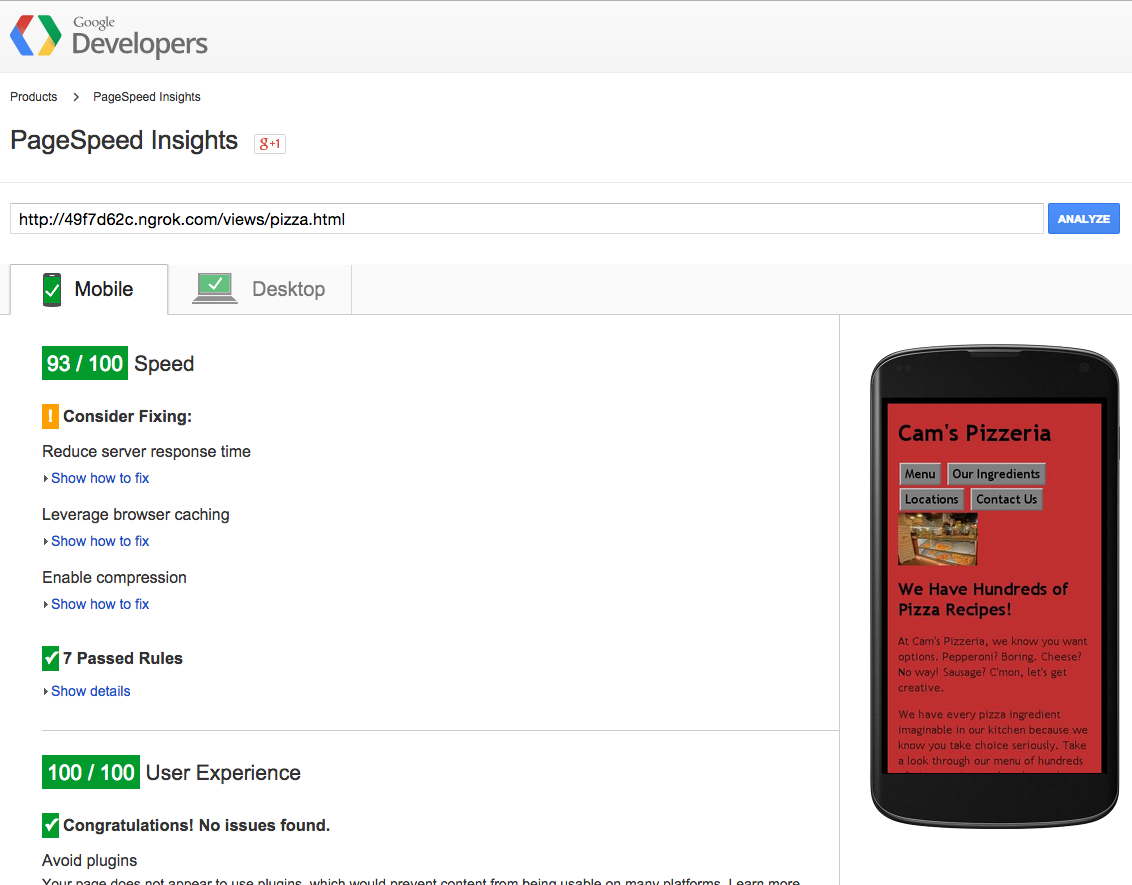 Google
Developers
Products > PageSpeed Insights
PageSpeed Insights g+1
http://49f7d62c.ngrok.com/views/pizza.html ANALYZE
Mobile Desktop
93 / 100 Speed
! Consider Fixing:
Reduce server response time
Show how to fix
Leverage browser caching
Show how to fix
Enable compression
Show how to fix
7 Passed Rules
Show details
100 / 100 User Experience
Congratulations! No issues found.
Avoid plugins
Your page does not appear to use plugins, which would prevent content from being usable on many platforms. Learn more
Cam's Pizzeria
Menu Our Ingredients
Locations Contact Us
We Have Hundreds of
Pizza Recipes!
At Cam's Pizzeria, we know you want
options. Pepperoni? Boring. Cheese?
No way! Sausage? C'mon, let's get
creative.
We have every pizza ingredient
imaginable in our kitchen because we
know you take choice seriously. Take
a look through our menu of hundreds